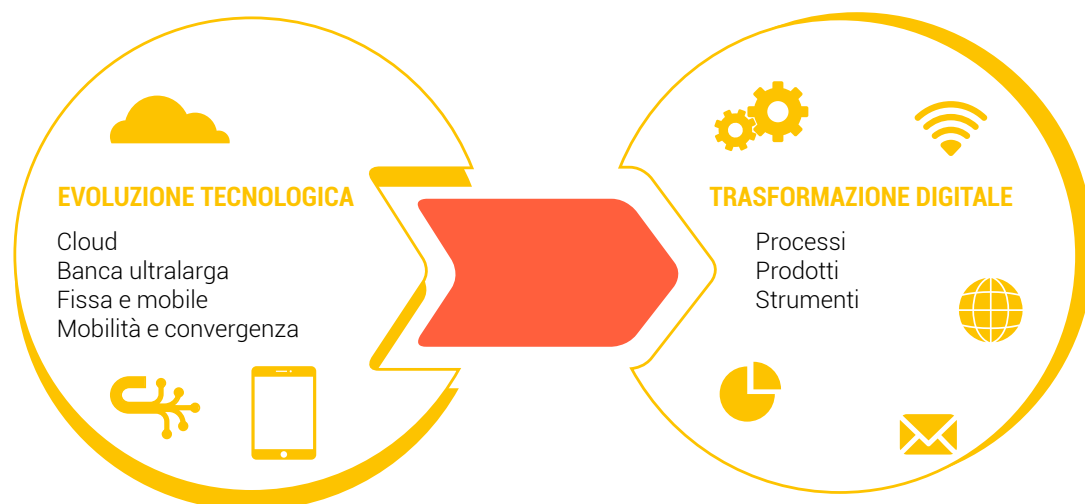 EVOLUZIONE TECNOLOGICA
Cloud
Banca ultralarga
Fissa e mobile
Mobilità e convergenza
TRASFORMAZIONE DIGITALE
Processi
Prodotti
Strumenti